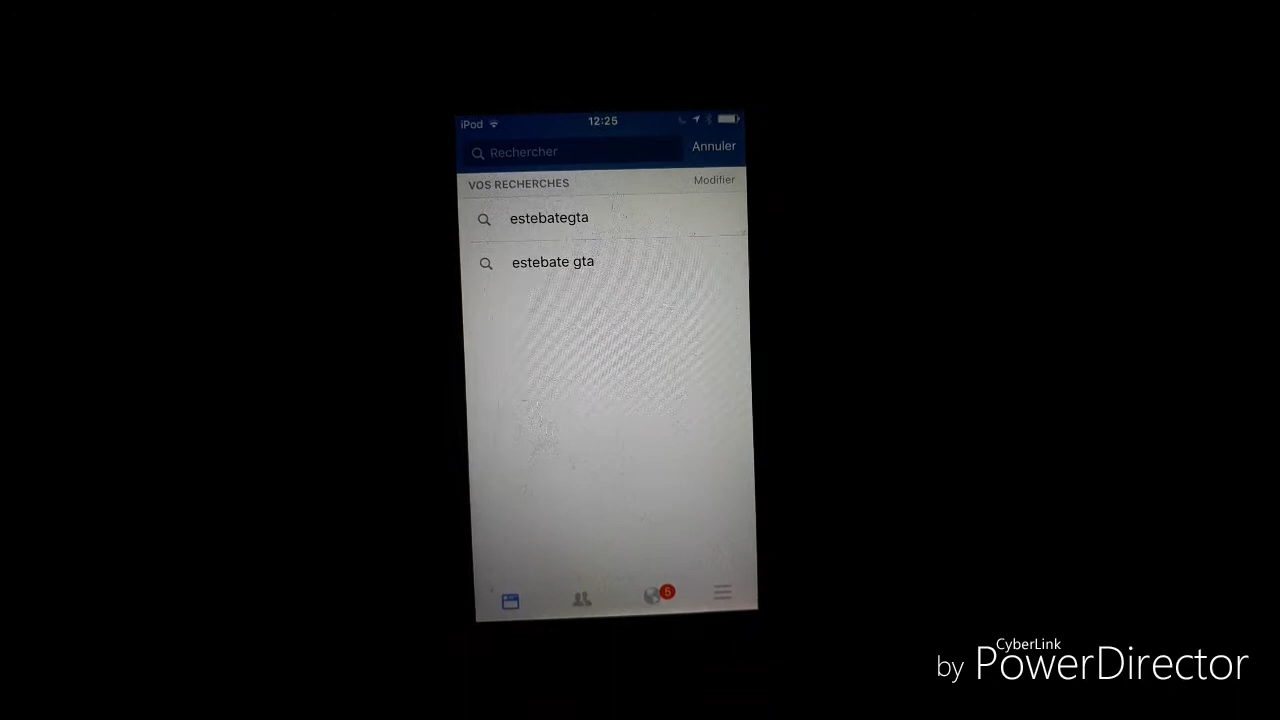 iPod 12:25
Rechercher Annuler
VOS RECHERCHES Modifier
estebategta
estebate gta
5
CyberLink
by PowerDirector